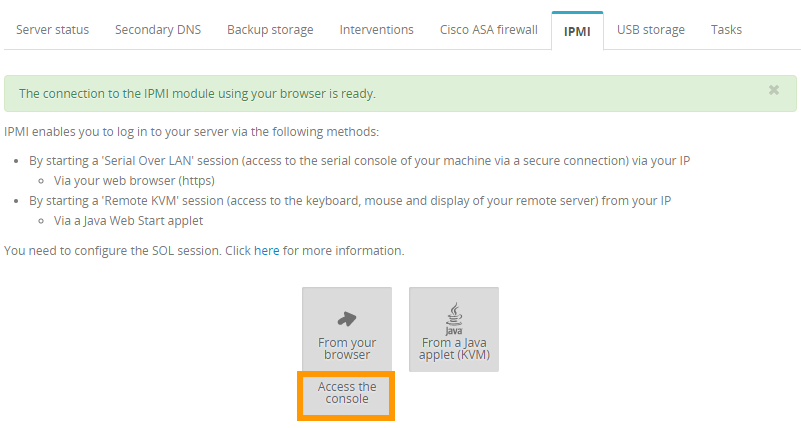 Server status Secondary DNS Backup storage Interventions Cisco ASA firewall IPMI USB storage Tasks
The connection to the IPMI module using your browser is ready.
IPMI enables you to log in to your server via the following methods:
By starting a 'Serial Over LAN' session (access to the serial console of your machine via a secure connection) via your IP
Via your web browser (https)
By starting a 'Remote KVM' session (access to the keyboard, mouse and display of your remote server) from your IP
Via a Java Web Start applet
You need to configure the SOL session. Click here for more information.
From your
browser
Access the
console
Java
From a Java
applet (KVM)